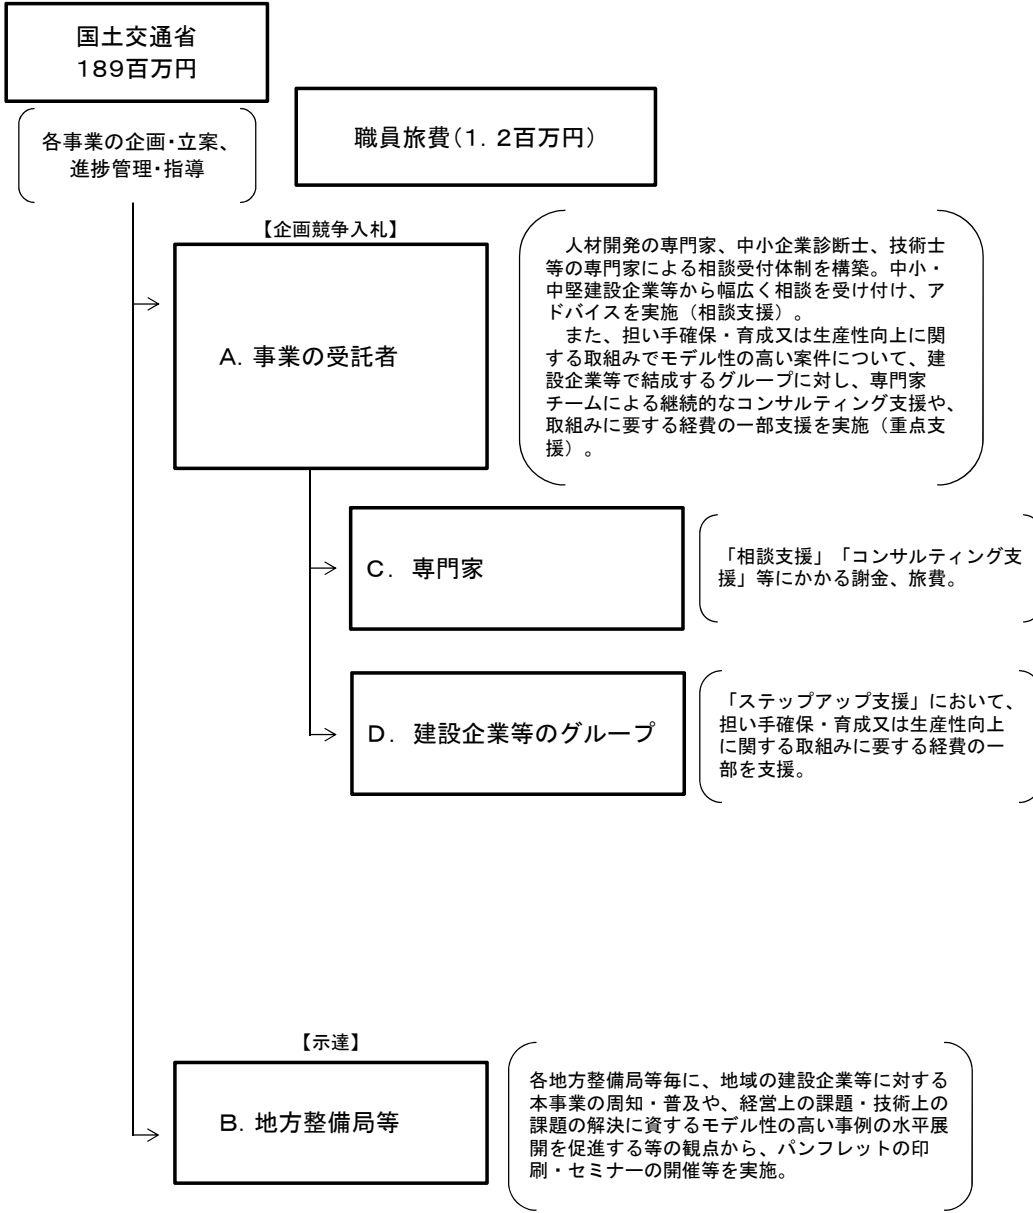 国土交通省
189百万円
各事業の企画・立案、
進捗管理・指導
職員旅費(1．2百万円)
【企画競争入札】
A．事業の受託者
人材開発の専門家、中小企業診断士、技術士
等の専門家による相談受付体制を構築。中小・
中堅建設企業等から幅広く相談を受け付け、ア
ドバイスを実施（相談支援）。
また、担い手確保・育成又は生産性向上に関
する取組みでモデル性の高い案件について、建
設企業等で結成するグループに対し、専門家
チームによる継続的なコンサルティング支援や、
取組みに要する経費の一部支援を実施（重点支
援）。
C．専門家
「相談支援」「コンサルティング支
援」等にかかる謝金、旅費。
D．建設企業等のグループ
「ステップアップ支援」において、
担い手確保・育成又は生産性向上
に関する取組みに要する経費の一
部を支援。
【示達】
B．地方整備局等
各地方整備局等毎に、地域の建設企業等に対する
本事業の周知・普及や、経営上の課題・技術上の
課題の解決に資するモデル性の高い事例の水平展
開を促進する等の観点から、パンフレットの印
刷・セミナーの開催等を実施。